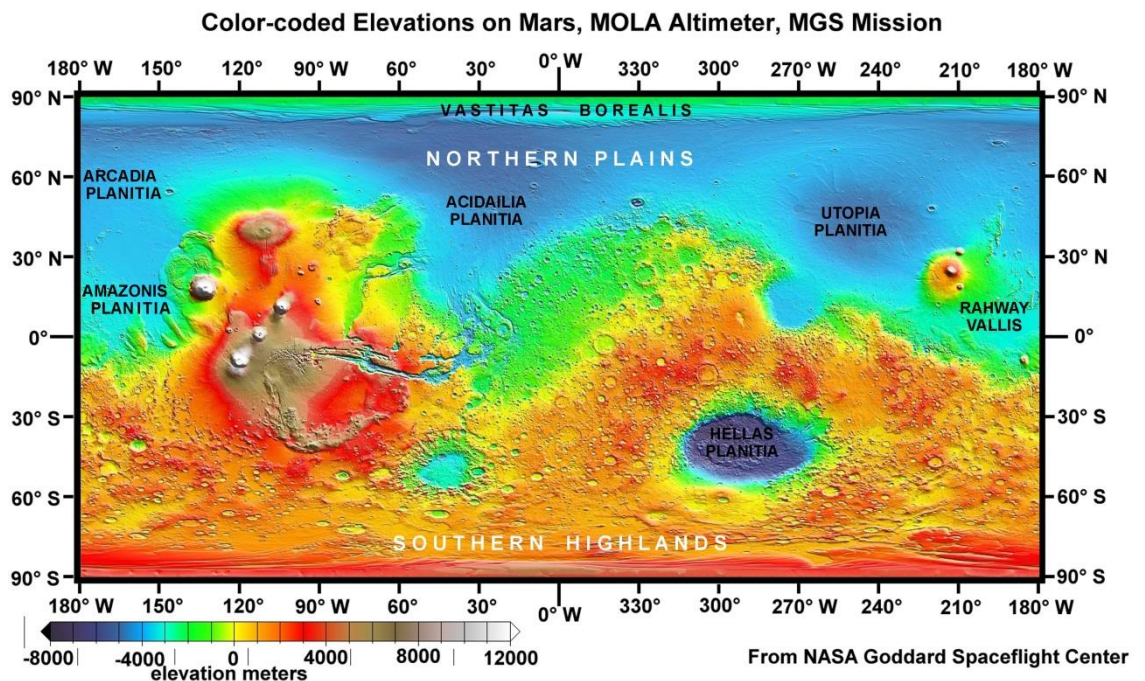 Color-coded Elevations on Mars, MOLA Altimeter, MGS Mission
180° W 150° 120° W 90° W 60° 30° 0° W 330° 300° W 270° W 240° 210° W 180° W
90° N 90° N
VASTITAS BOREALIS
NORTHERN PLAINS
60° N 60° N
ARCADIA
PLANITIA
ACIDAILIA
PLANITIA
UTOPIA
PLANITIA
30° N 30° N
AMAZONIS
PLANITIA
RAHWAY
VALLIS
0° 0°
30° S 30° S
HELLAS
PLANITIA
60° S 60° S
SOUTHERN HIGHLANDS
90° S 90° S
180° W 150° 120° W 90° W 60° 30° 0° W 330° 300° W 270° W 240° 210° W 180° W
-8000 -4000 0 4000 8000 12000
elevation meters
From NASA Goddard Spaceflight Center